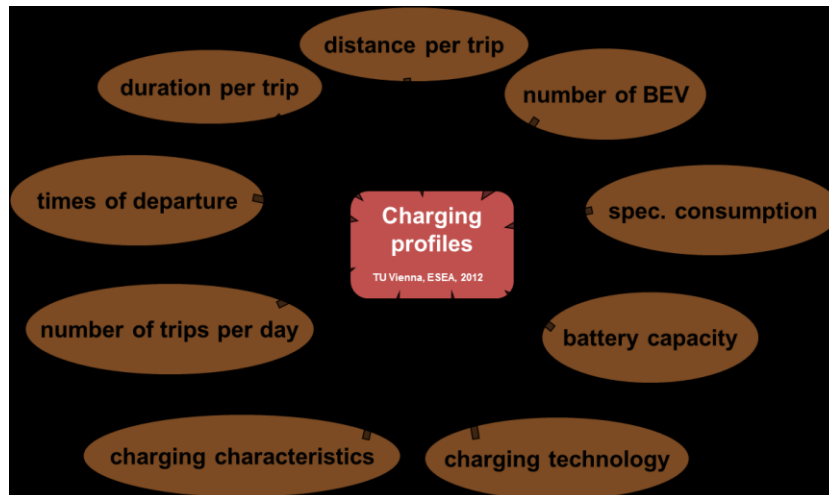 distance per trip
duration per trip
number of BEV
times of departure
Charging
profiles
TU Vienna, ESEA, 2012
spec. consumption
number of trips per day
battery capacity
charging characteristics
charging technology